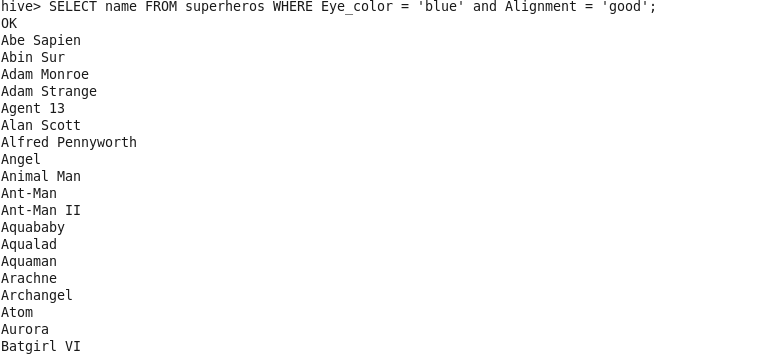 hive> SELECT name FROM superheros WHERE Eye_color = 'blue' and Alignment = 'good';
OK
Abe Sapien
Abin Sur
Adam Monroe
Adam Strange
Agent 13
Alan Scott
Alfred Pennyworth
Angel
Animal Man
Ant-Man
Ant-Man II
Aquababy
Aqualad
Aquaman
Arachne
Archangel
Atom
Aurora
Batgirl VI